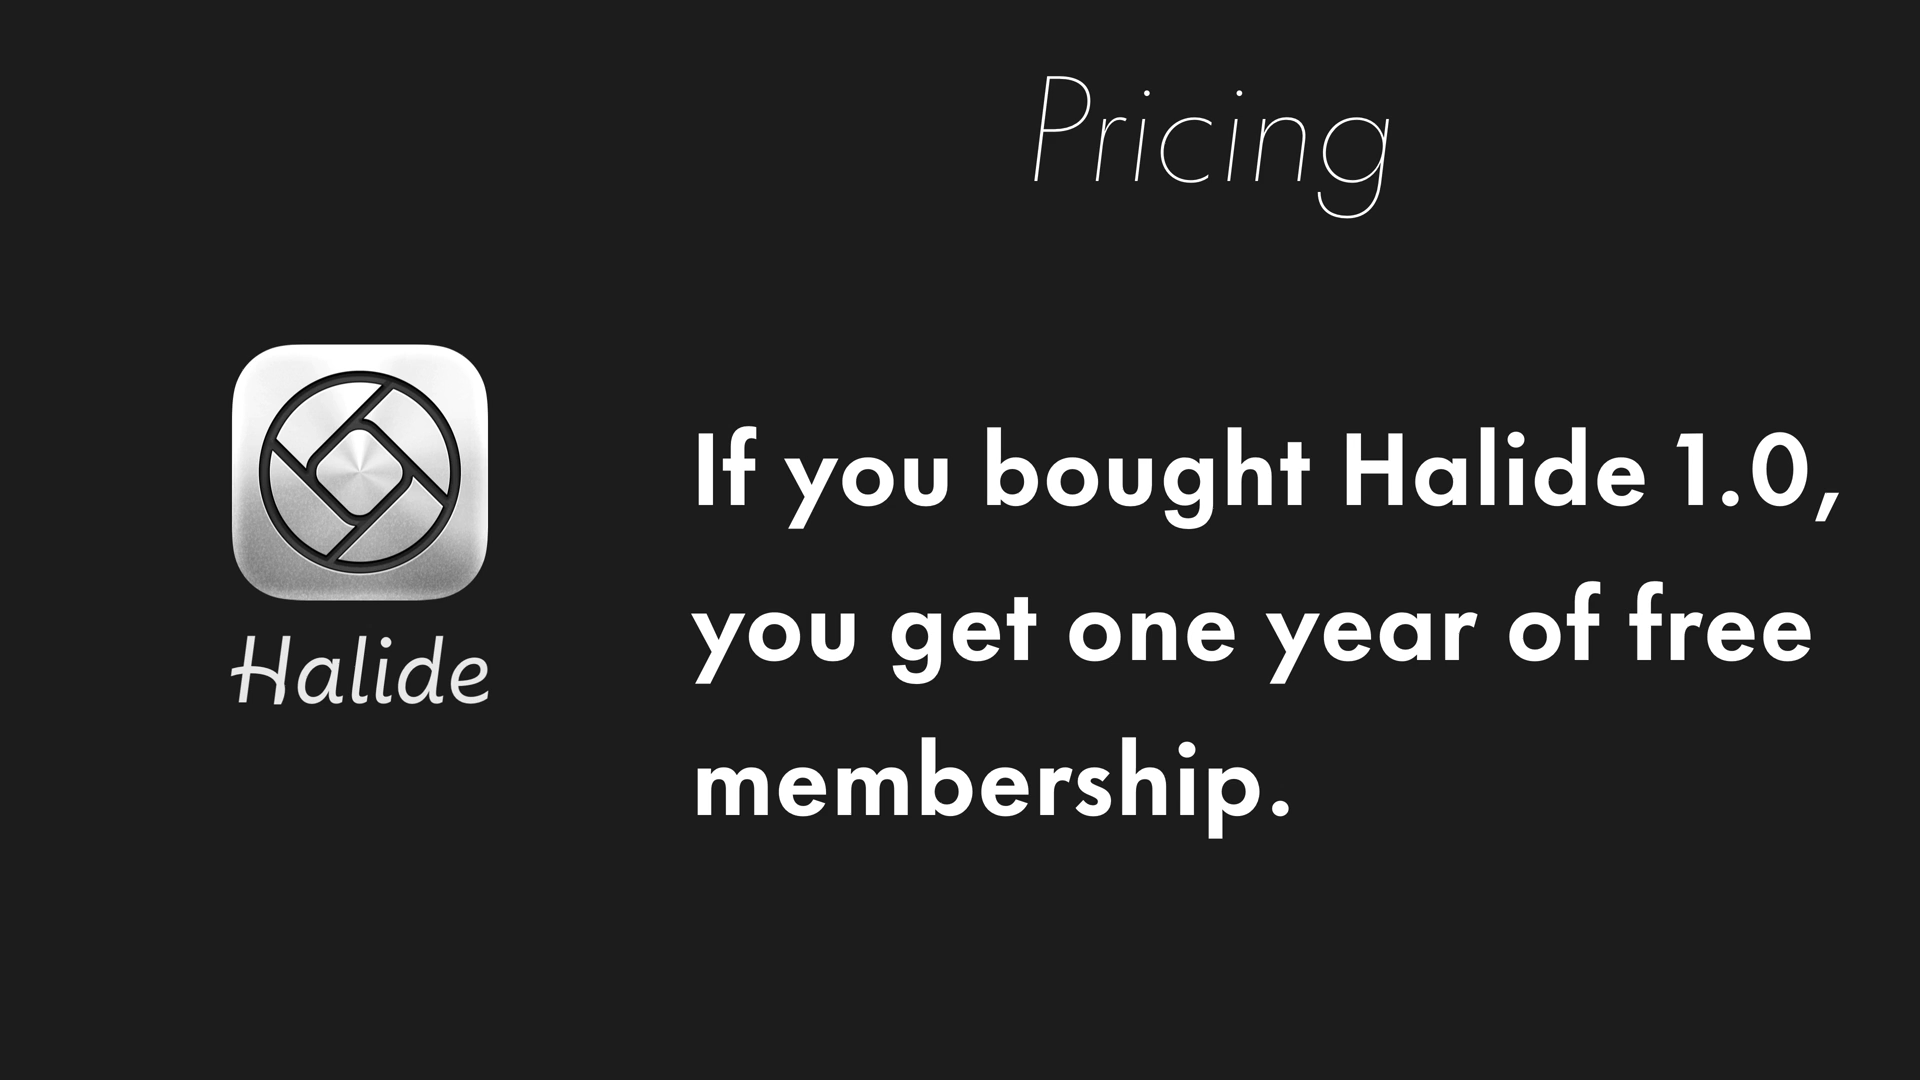 Pricing
Halide
If you bought Halide 1.0,
you get one year of free
membership.